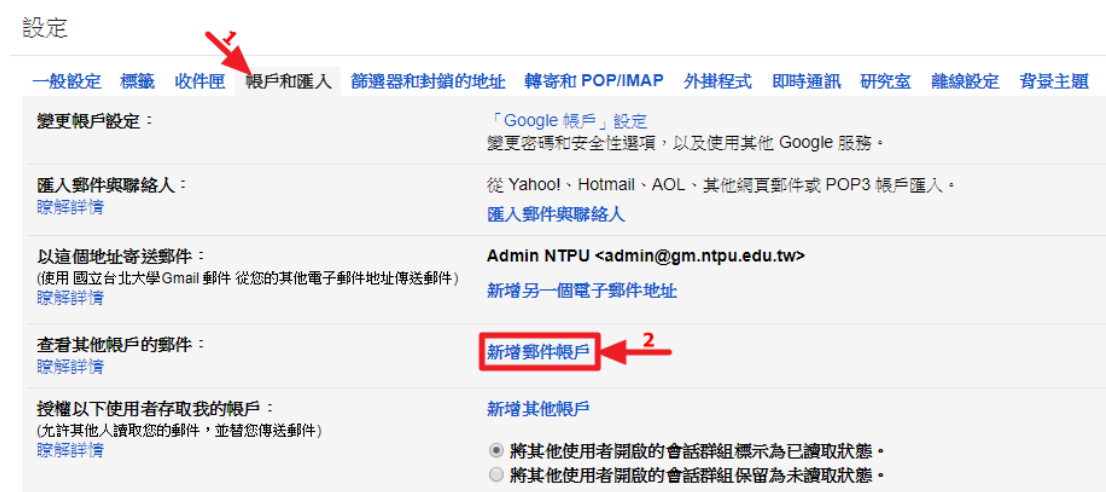 設定
1
一般設定 標籤 收件匣 帳戶和匯入 篩選器和封鎖的地址 轉寄和 POP/IMAP 外掛程式 即時通訊 研究室 離線設定 背景主題
變更帳戶設定：
「Google 帳戶」設定
變更密碼和安全性選項，以及使用其他 Google 服務。
匯入郵件與聯絡人：
瞭解詳情
從 Yahoo!、Hotmail、AOL、其他網頁郵件或 POP3 帳戶匯入。
匯入郵件與聯絡人
以這個地址寄送郵件：
(使用 國立台北大學 Gmail 郵件 從您的其他電子郵件地址傳送郵件)
瞭解詳情
Admin NTPU <admin@gm.ntpu.edu.tw>
新增另一個電子郵件地址
查看其他帳戶的郵件：
瞭解詳情
新增郵件帳戶
2
授權以下使用者存取我的帳戶：
(允許其他人讀取您的郵件，並替您傳送郵件)
瞭解詳情
新增其他帳戶
將其他使用者開啟的會話群組標示為已讀取狀態。
將其他使用者開啟的會話群組保留為未讀取狀態。